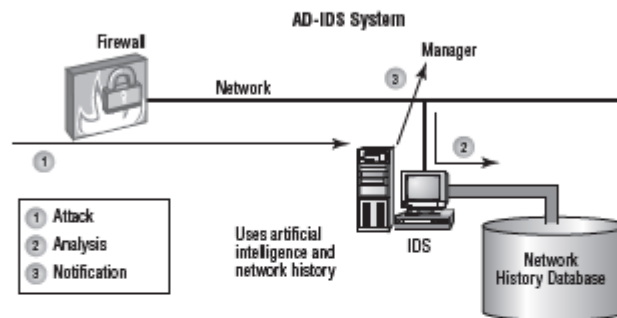 AD-IDS System
Firewall
Manager
3
Network
1
2
1 Attack
2 Analysis
3 Notification
Uses artificial
intelligence and
network history
IDS
Network
History Database